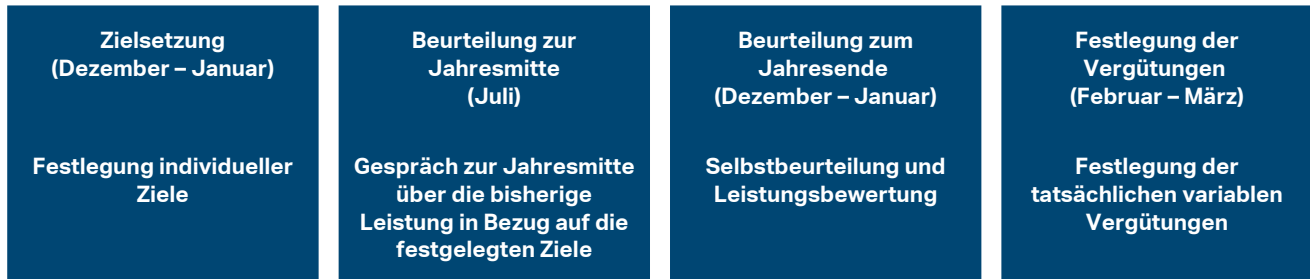 Zielsetzung
(Dezember – Januar)
Festlegung individueller
Ziele
Beurteilung zur
Jahresmitte
(Juli)
Gespräch zur Jahresmitte
über die bisherige
Leistung in Bezug auf die
festgelegten Ziele
Beurteilung zum
Jahresende
(Dezember – Januar)
Selbstbeurteilung und
Leistungsbewertung
Festlegung der
Vergütungen
(Februar – März)
Festlegung der
tatsächlichen variablen
Vergütungen